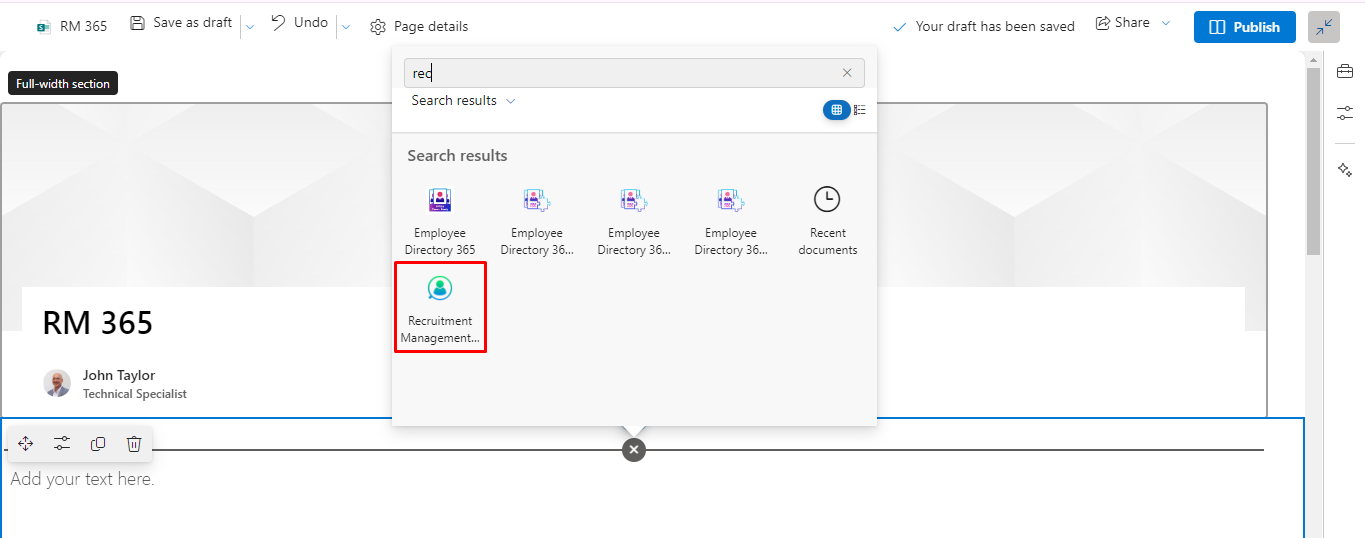 RM 365
Save as draft
Undo
Page details
Your draft has been saved
Share
Publish
Full-width section
rec
Search results
Search results
Employee
Directory 365
Employee
Directory 36...
Employee
Directory 36...
Employee
Directory 36...
Recent
documents
Recruitment
Management...
RM 365
John Taylor
Technical Specialist
Add your text here.